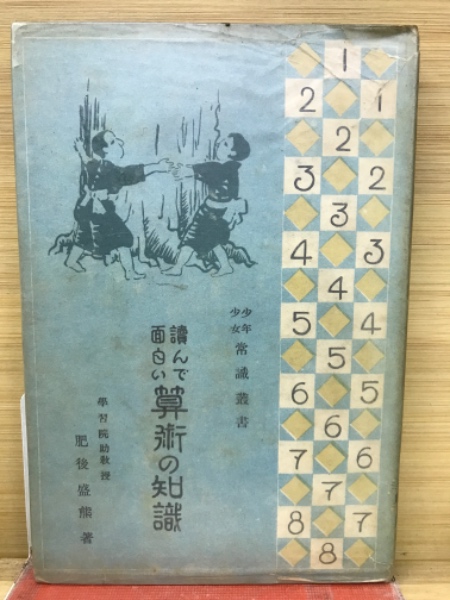 少年
少女
常識叢書
讀んで
面白い
算術の知識
學習院助教授
肥後盛熊著
1
2 1
2
3 2
3
4 3
4
5 4
5
6 5
6
7 6
7
8 7
8